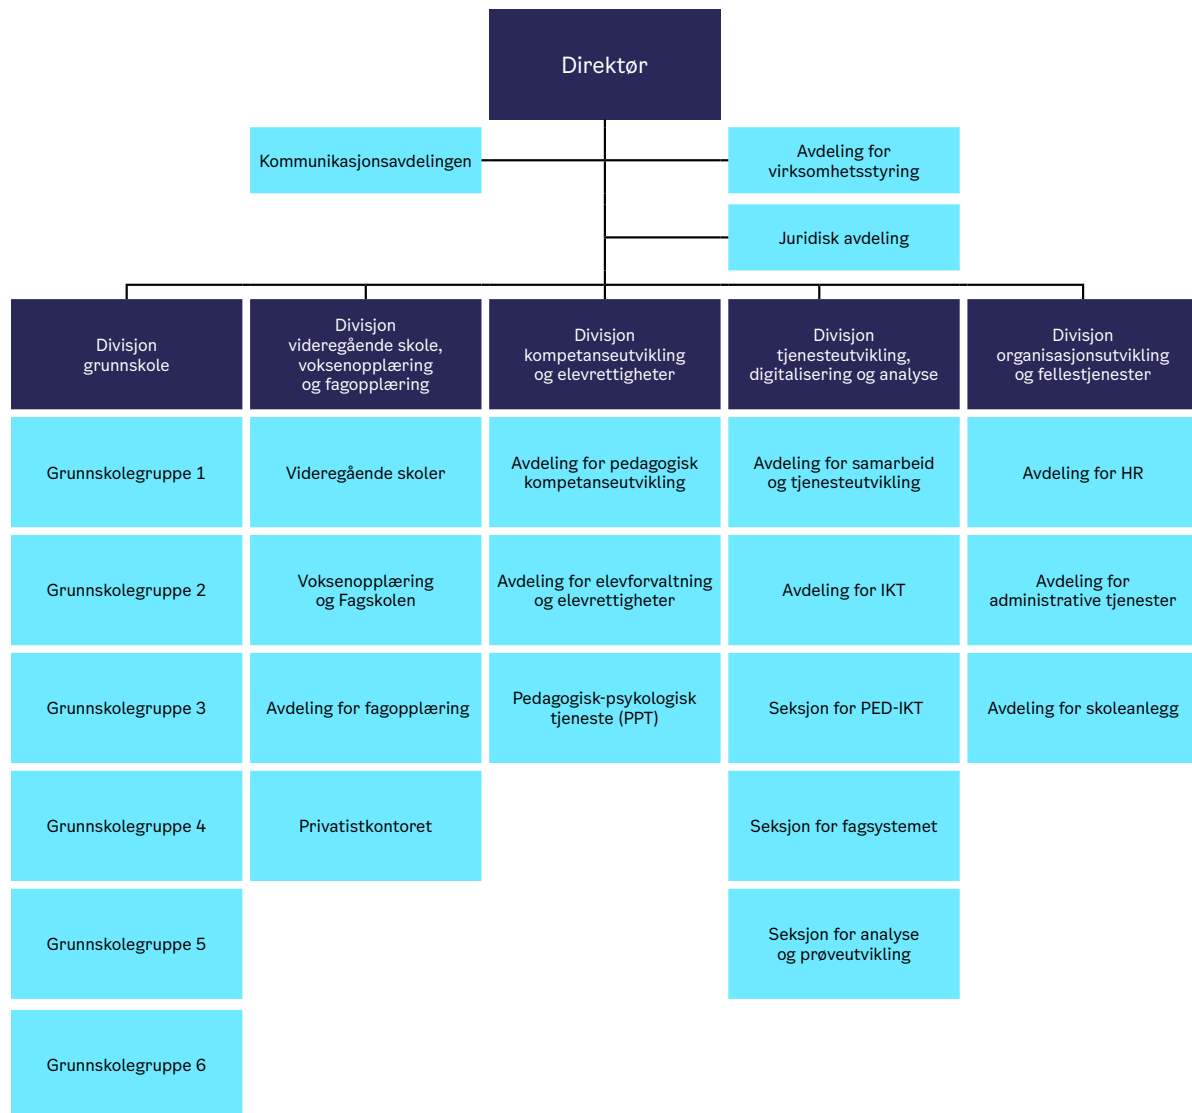 Direktør
Kommunikasjonsavdelingen
Avdeling for
virksomhetsstyring
Juridisk avdeling
Divisjon
grunnskole
Divisjon
videregående skole,
voksenopplæring
og fagopplæring
Divisjon
kompetanseutvikling
og elevrettigheter
Divisjon
tjenesteutvikling,
digitalisering og analyse
Divisjon
organisasjonsutvikling
og fellestjenester
Grunnskolegruppe 1
Videregående skoler
Avdeling for pedagogisk
kompetanseutvikling
Avdeling for samarbeid
og tjenesteutvikling
Avdeling for HR
Grunnskolegruppe 2
Voksenopplæring
og Fagskolen
Avdeling for elevforvaltning
og elevrettigheter
Avdeling for IKT
Avdeling for
administrative tjenester
Grunnskolegruppe 3
Avdeling for fagopplæring
Pedagogisk-psykologisk
tjeneste (PPT)
Seksjon for PED-IKT
Avdeling for skoleanlegg
Grunnskolegruppe 4
Privatistkontoret
Seksjon for fagsystemet
Grunnskolegruppe 5
Seksjon for analyse
og prøveutvikling
Grunnskolegruppe 6